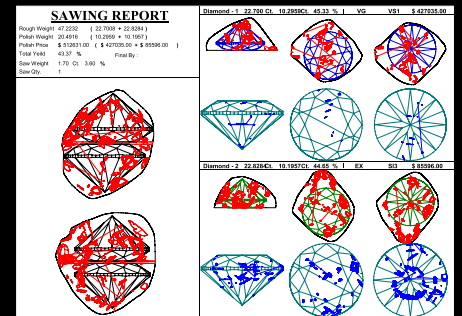 SAWING REPORT
Rough Weight 47.2232 ( 22.7008 + 22.8284 )
Polish Weight 20.4916 ( 10.2959 + 10.1957 )
Polish Price $ 512631.00 ( $ 427035.00 + $ 85596.00 )
Total Yeild 43.37 % Final By :
Saw Weight 1.70 Ct. 3.60 %
Saw Qty. 1
Diamond - 1 22.700 Ct. 10.2959Ct. 45.33 % I VG VS1 $ 427035.00
Diamond - 2 22.828Ct. 10.1957Ct. 44.65 % I EX SI3 $ 85596.00